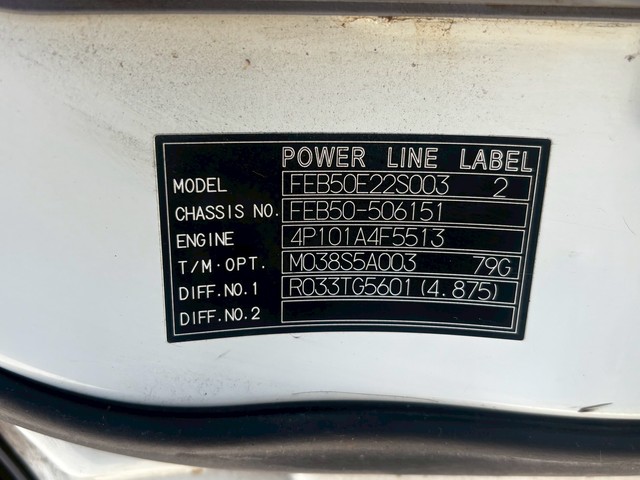 POWER LINE LABEL
MODEL FEB50E22S003 2
CHASSIS NO. FEB50-506151
ENGINE 4P101A4F5513
T/M·OPT. M038S5A003 79G
DIFF.NO.1 R033TG5601(4.875)
DIFF.NO.2